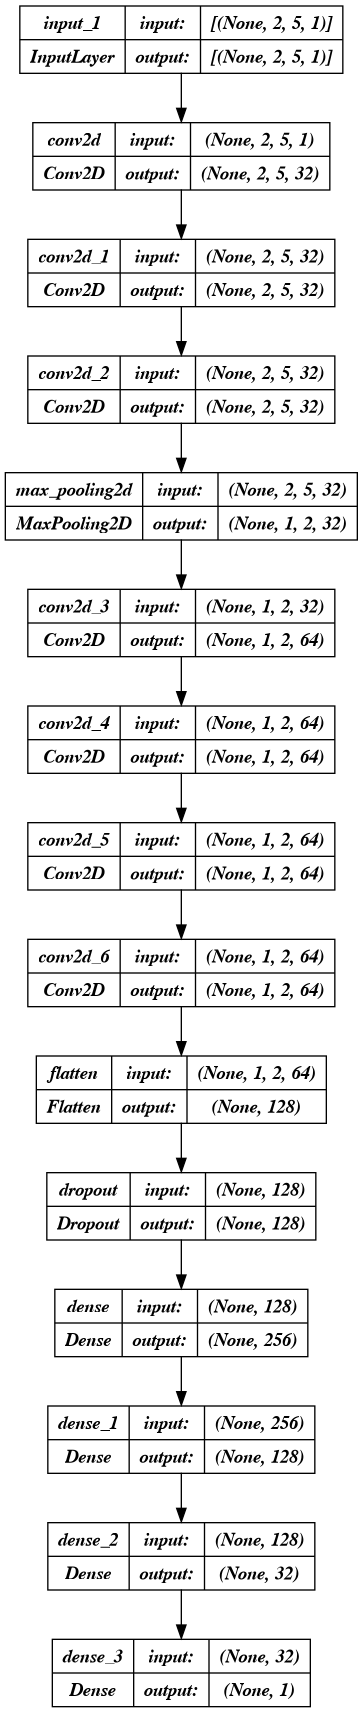 input_1 input: [(None, 2, 5, 1)]
InputLayer output: [(None, 2, 5, 1)]
conv2d input: (None, 2, 5, 1)
Conv2D output: (None, 2, 5, 32)
conv2d_1 input: (None, 2, 5, 32)
Conv2D output: (None, 2, 5, 32)
conv2d_2 input: (None, 2, 5, 32)
Conv2D output: (None, 2, 5, 32)
max_pooling2d input: (None, 2, 5, 32)
MaxPooling2D output: (None, 1, 2, 32)
conv2d_3 input: (None, 1, 2, 32)
Conv2D output: (None, 1, 2, 64)
conv2d_4 input: (None, 1, 2, 64)
Conv2D output: (None, 1, 2, 64)
conv2d_5 input: (None, 1, 2, 64)
Conv2D output: (None, 1, 2, 64)
conv2d_6 input: (None, 1, 2, 64)
Conv2D output: (None, 1, 2, 64)
flatten input: (None, 1, 2, 64)
Flatten output: (None, 128)
dropout input: (None, 128)
Dropout output: (None, 128)
dense input: (None, 128)
Dense output: (None, 256)
dense_1 input: (None, 256)
Dense output: (None, 128)
dense_2 input: (None, 128)
Dense output: (None, 32)
dense_3 input: (None, 32)
Dense output: (None, 1)